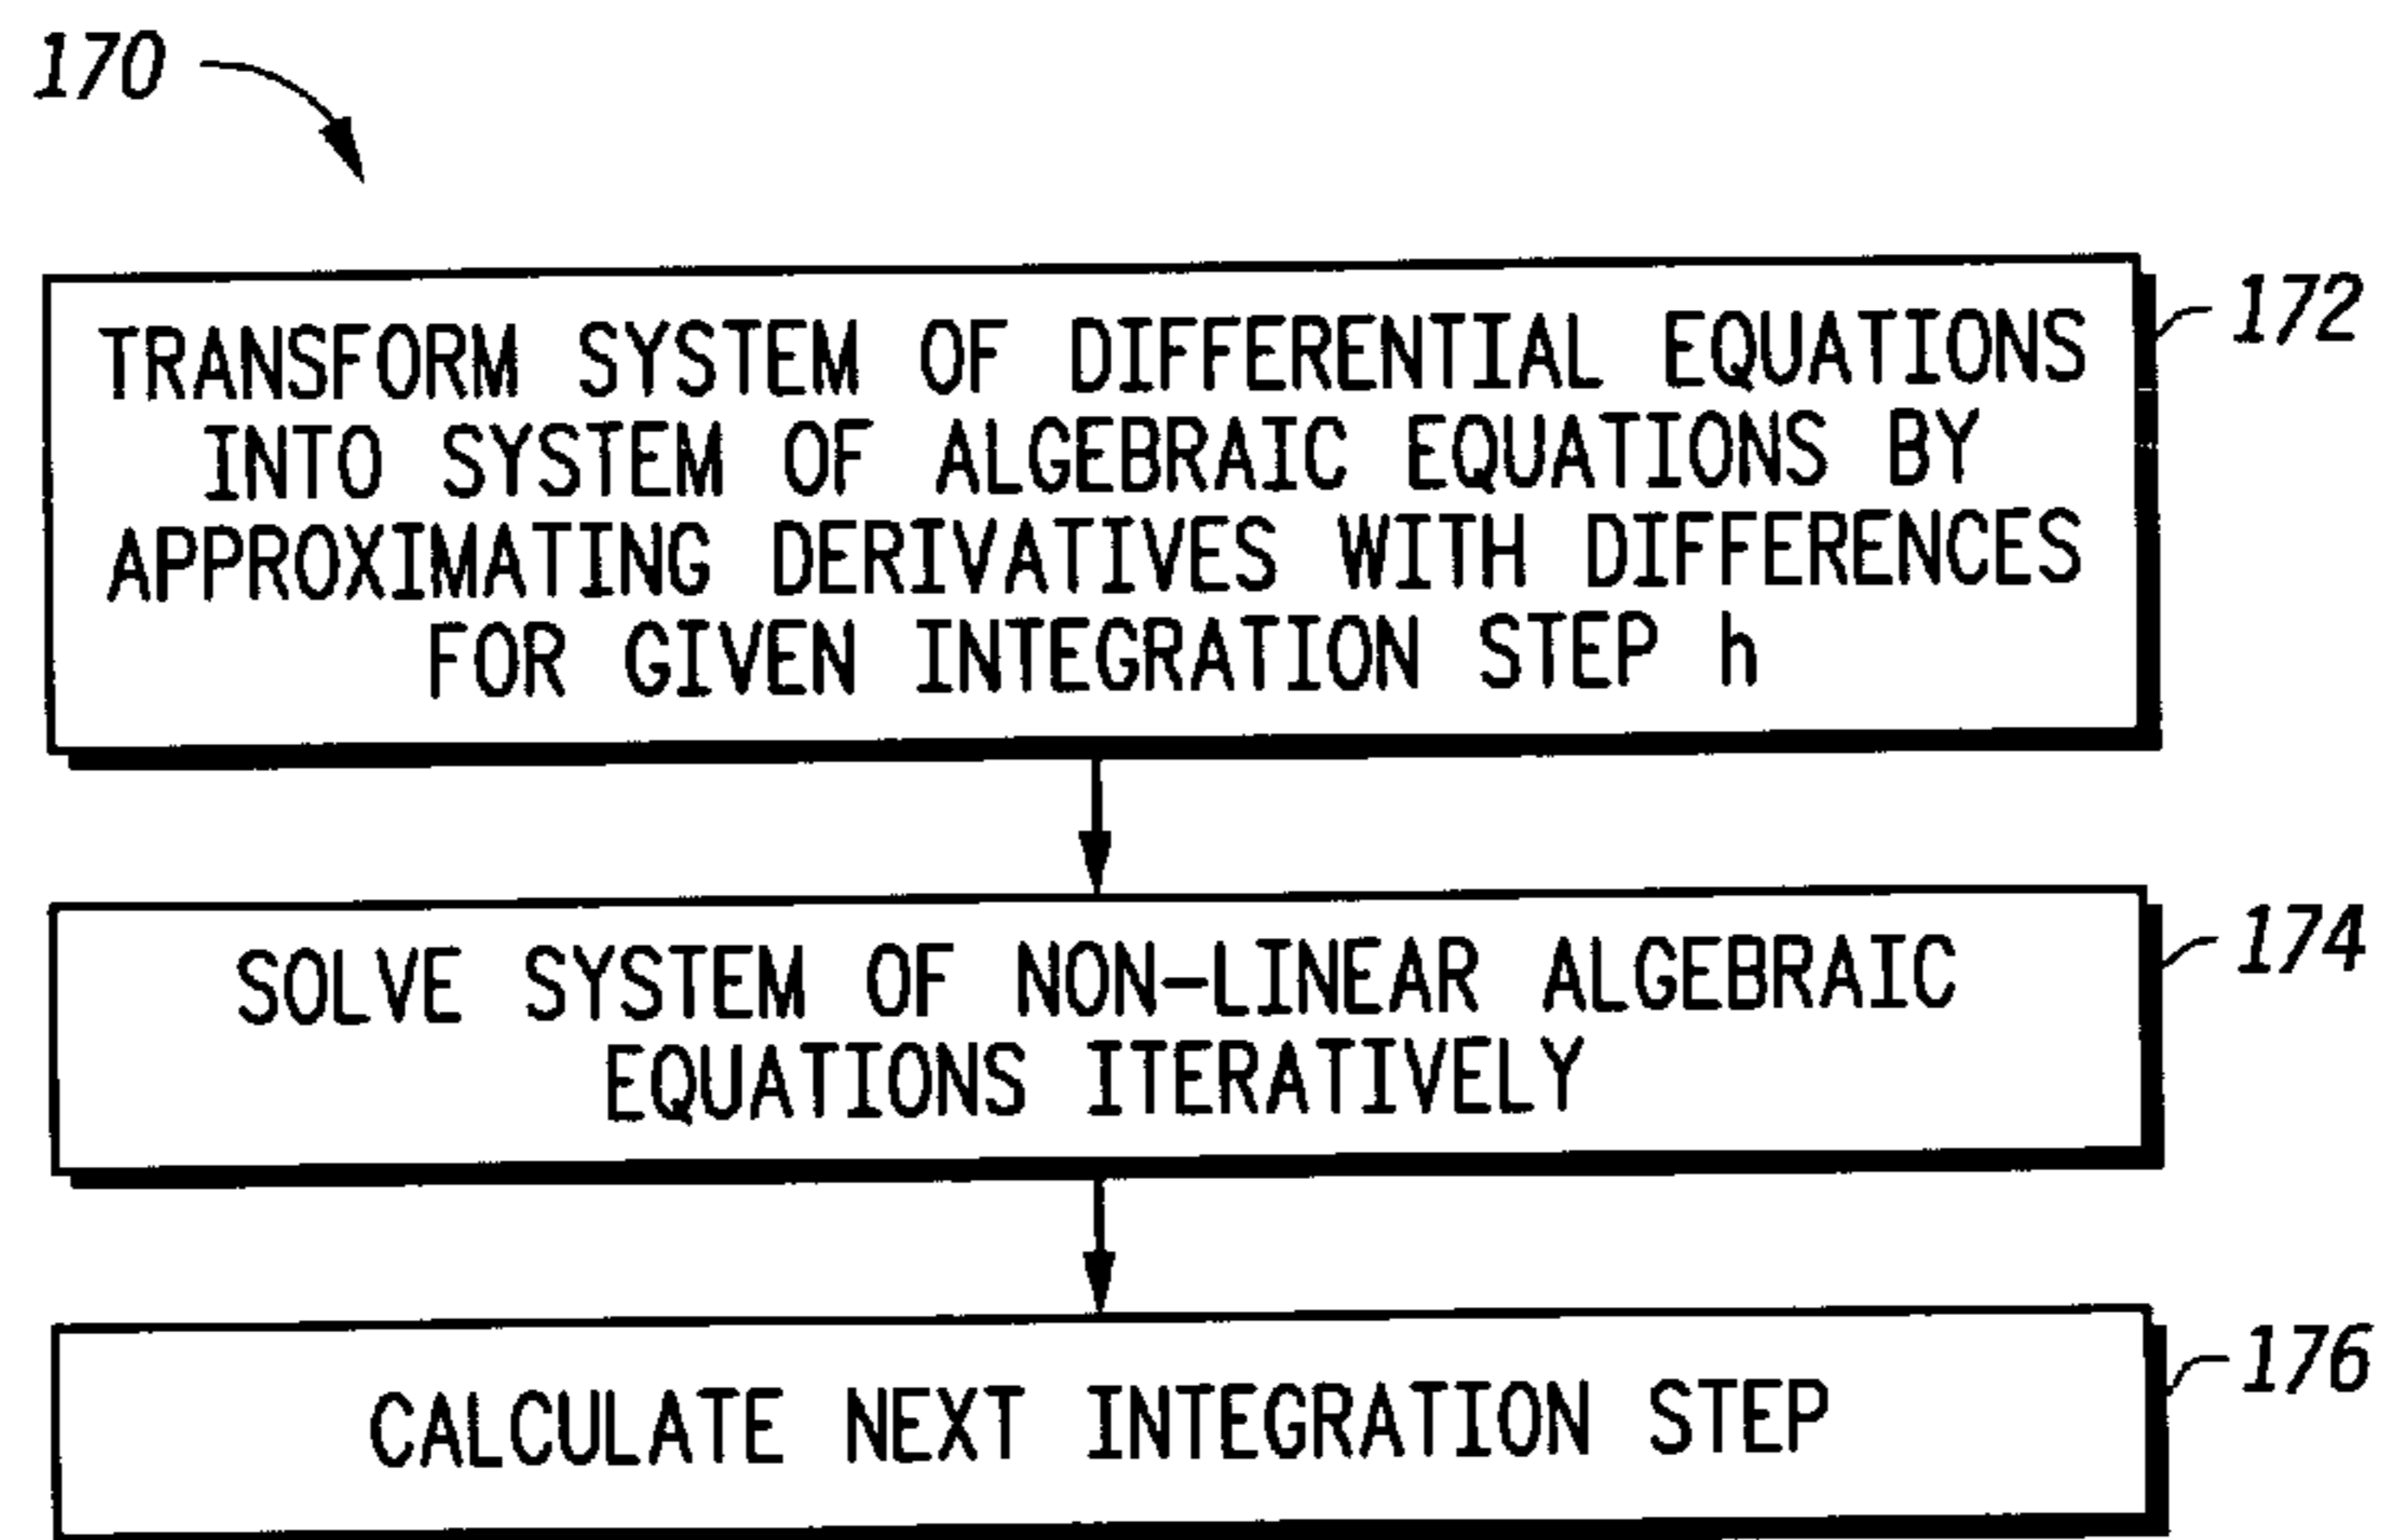 170
TRANSFORM SYSTEM OF DIFFERENTIAL EQUATIONS
INTO SYSTEM OF ALGEBRAIC EQUATIONS BY
APPROXIMATING DERIVATIVES WITH DIFFERENCES
FOR GIVEN INTEGRATION STEP h
172
SOLVE SYSTEM OF NON-LINEAR ALGEBRAIC
EQUATIONS ITERATIVELY
174
CALCULATE NEXT INTEGRATION STEP
176